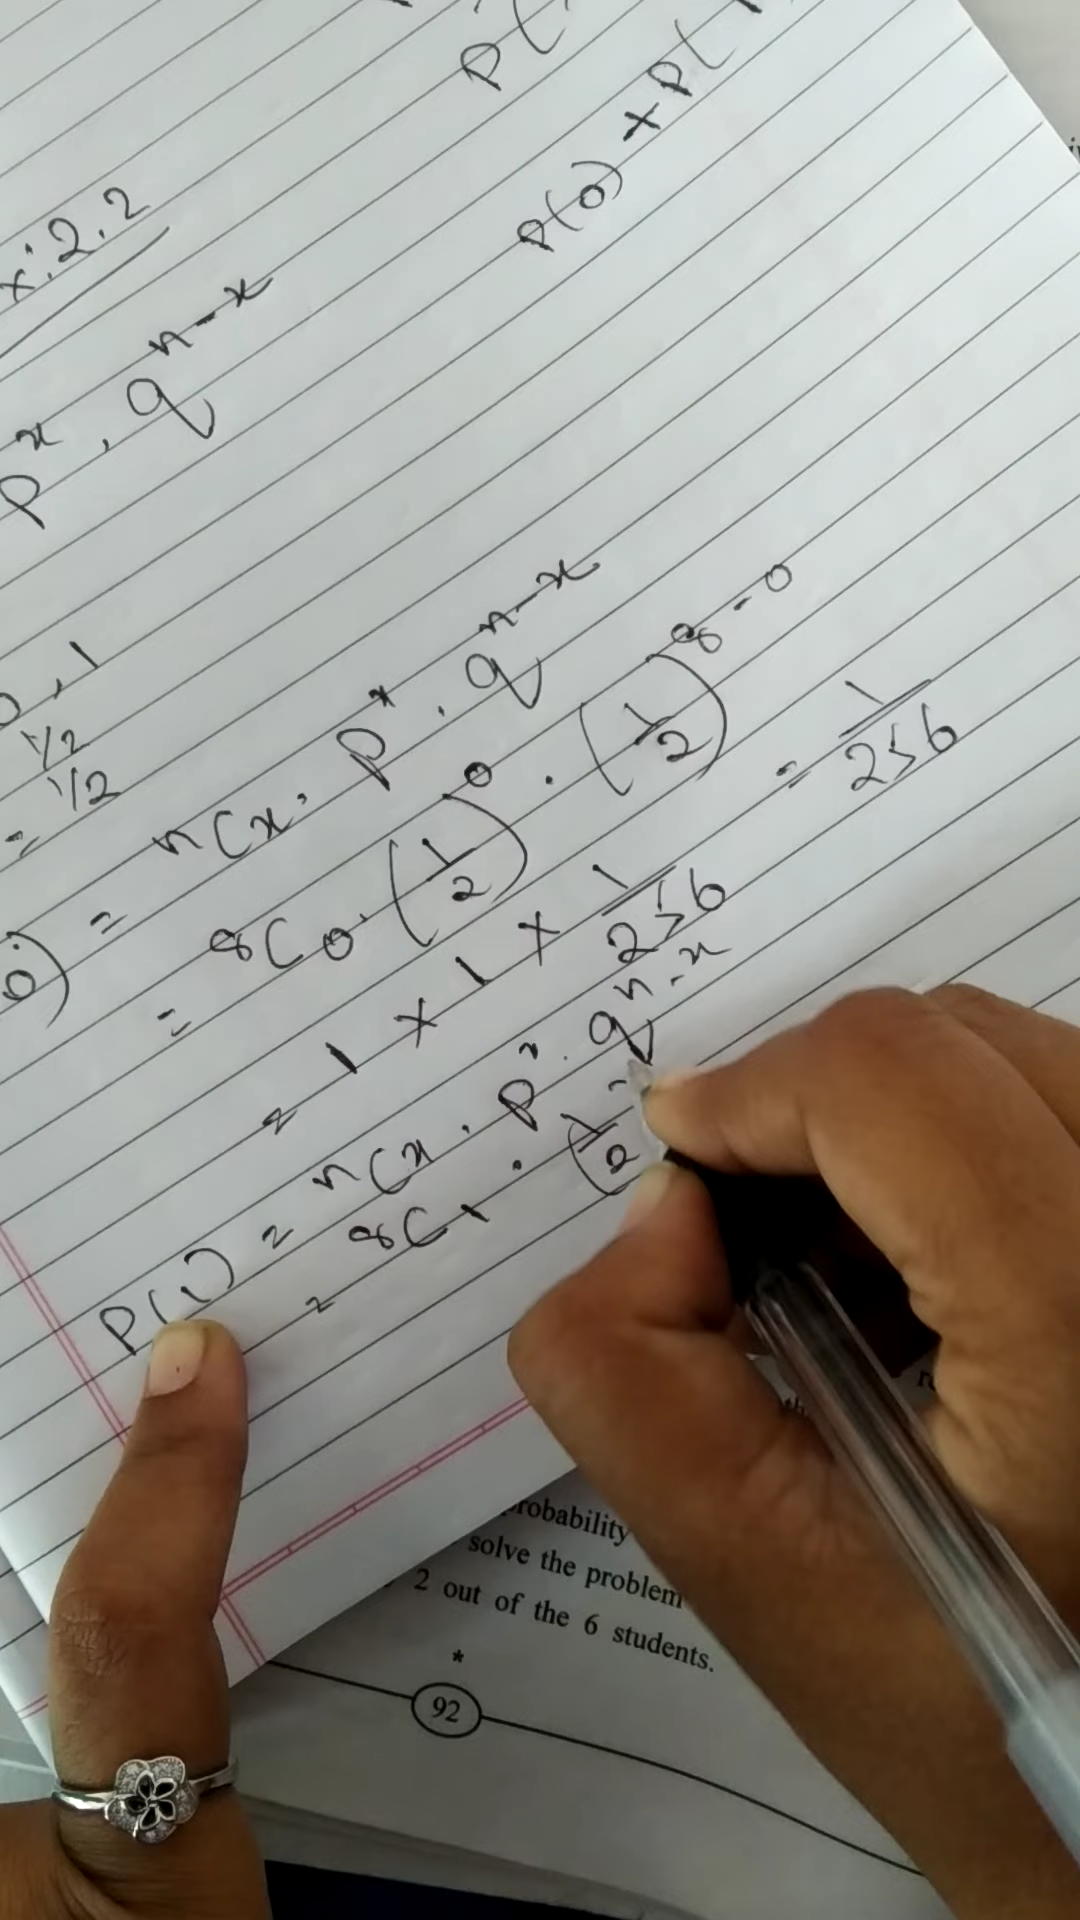 P(
P(0) + P(
x:2.2
p^x . q^n-x
, 1
1/2
= 1/2
0) = nCx . p^x . q^n-x
= 8C0 . (1/2)^0 . (1/2)^8-0
= 1 × 1 × 1/256 = 1/256
P(1) = nCx . p^x . q^n-x
= 8C1 . (1/2
robability
solve the problem
2 out of the 6 students.
*
92